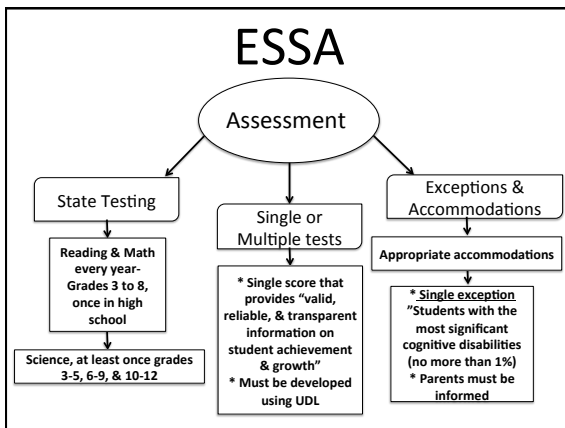 ESSA
Assessment
State Testing
Reading & Math
every year-
Grades 3 to 8,
once in high
school
Science, at least once grades
3-5, 6-9, & 10-12
Single or
Multiple tests
* Single score that
provides “valid,
reliable, & transparent
information on
student achievement
& growth”
* Must be developed
using UDL
Exceptions &
Accommodations
Appropriate accommodations
* Single exception
”Students with the
most significant
cognitive disabilities
(no more than 1%)
* Parents must be
informed